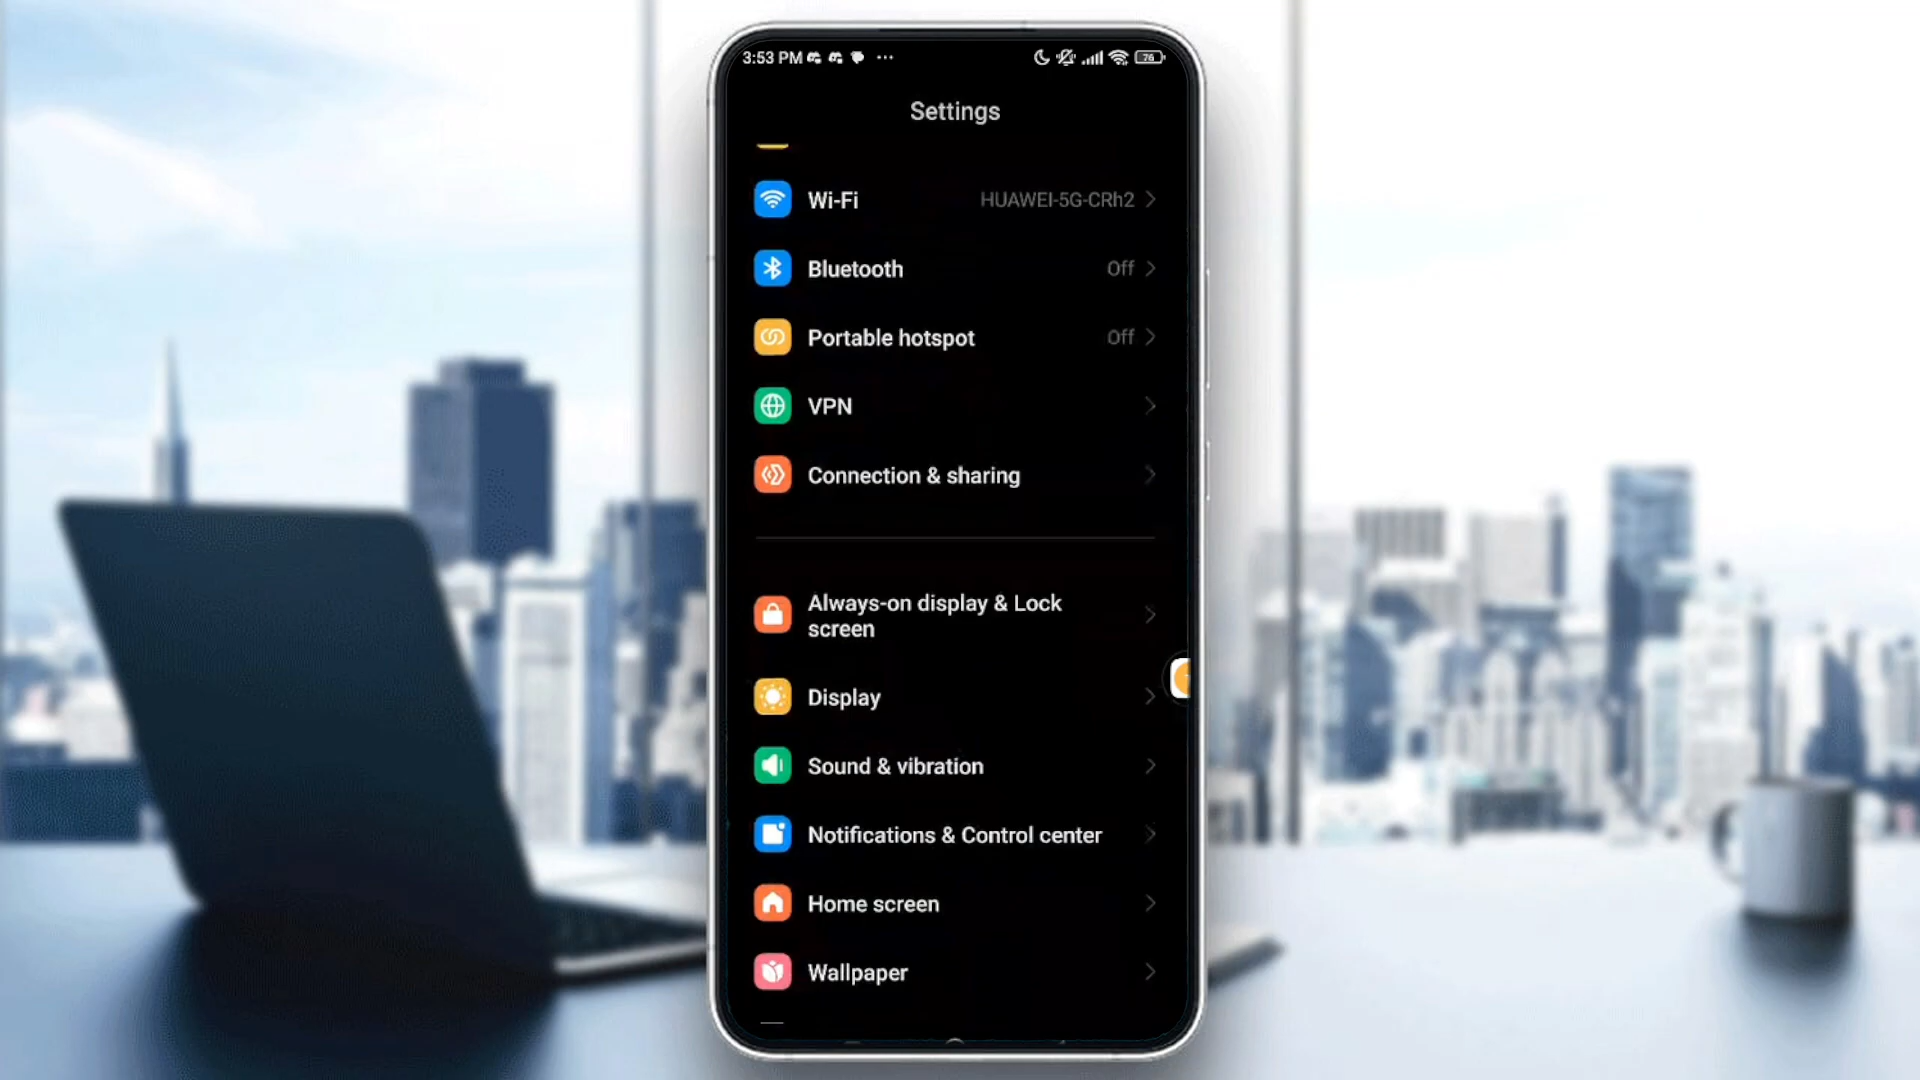 3:53 PM
76
Settings
Wi-Fi HUAWEI-5G-CRh2
Bluetooth Off
Portable hotspot Off
VPN
Connection & sharing
Always-on display & Lock
screen
Display
Sound & vibration
Notifications & Control center
Home screen
Wallpaper